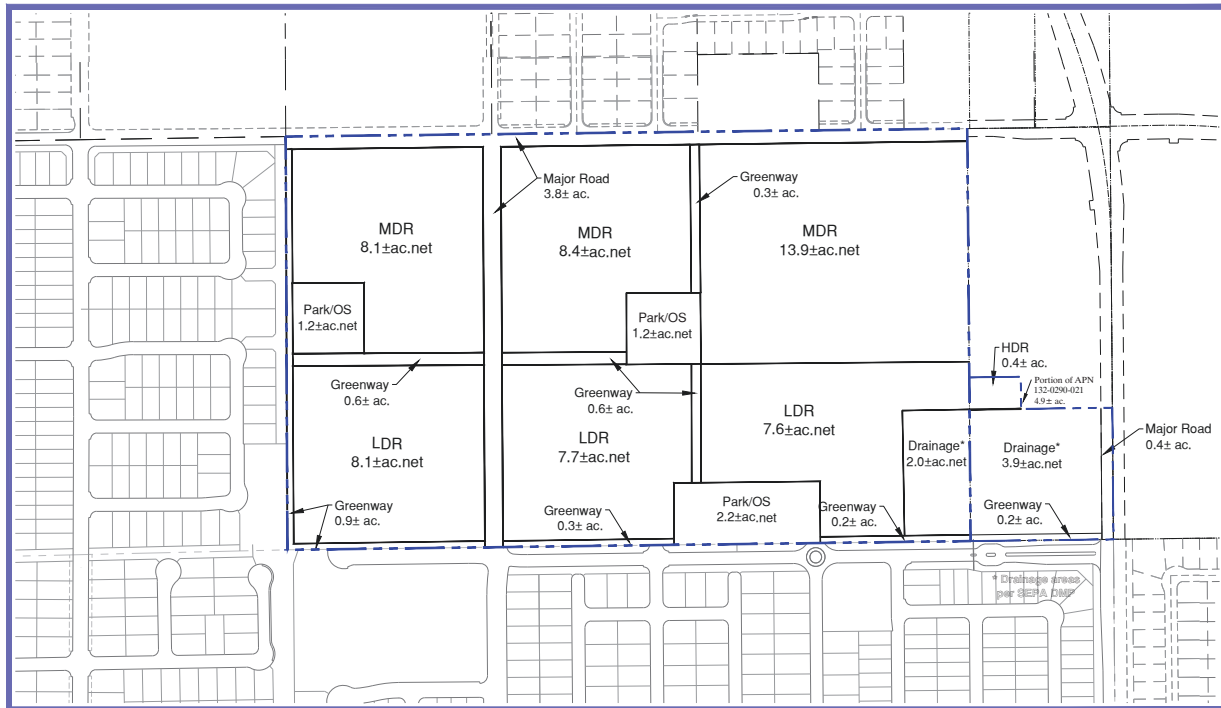 Major Road
3.8± ac.
Greenway
0.3± ac.
MDR
8.1±ac.net
MDR
8.4±ac.net
MDR
13.9±ac.net
Park/OS
1.2±ac.net
Park/OS
1.2±ac.net
HDR
0.4± ac.
Portion of APN
132-0290-021
4.9± ac.
Greenway
0.6± ac.
Greenway
0.6± ac.
LDR
7.6±ac.net
LDR
8.1±ac.net
LDR
7.7±ac.net
Drainage*
2.0±ac.net
Drainage*
3.9±ac.net
Major Road
0.4± ac.
Greenway
0.9± ac.
Greenway
0.3± ac.
Park/OS
2.2±ac.net
Greenway
0.2± ac.
Greenway
0.2± ac.
* Drainage areas
per SEPA DMP